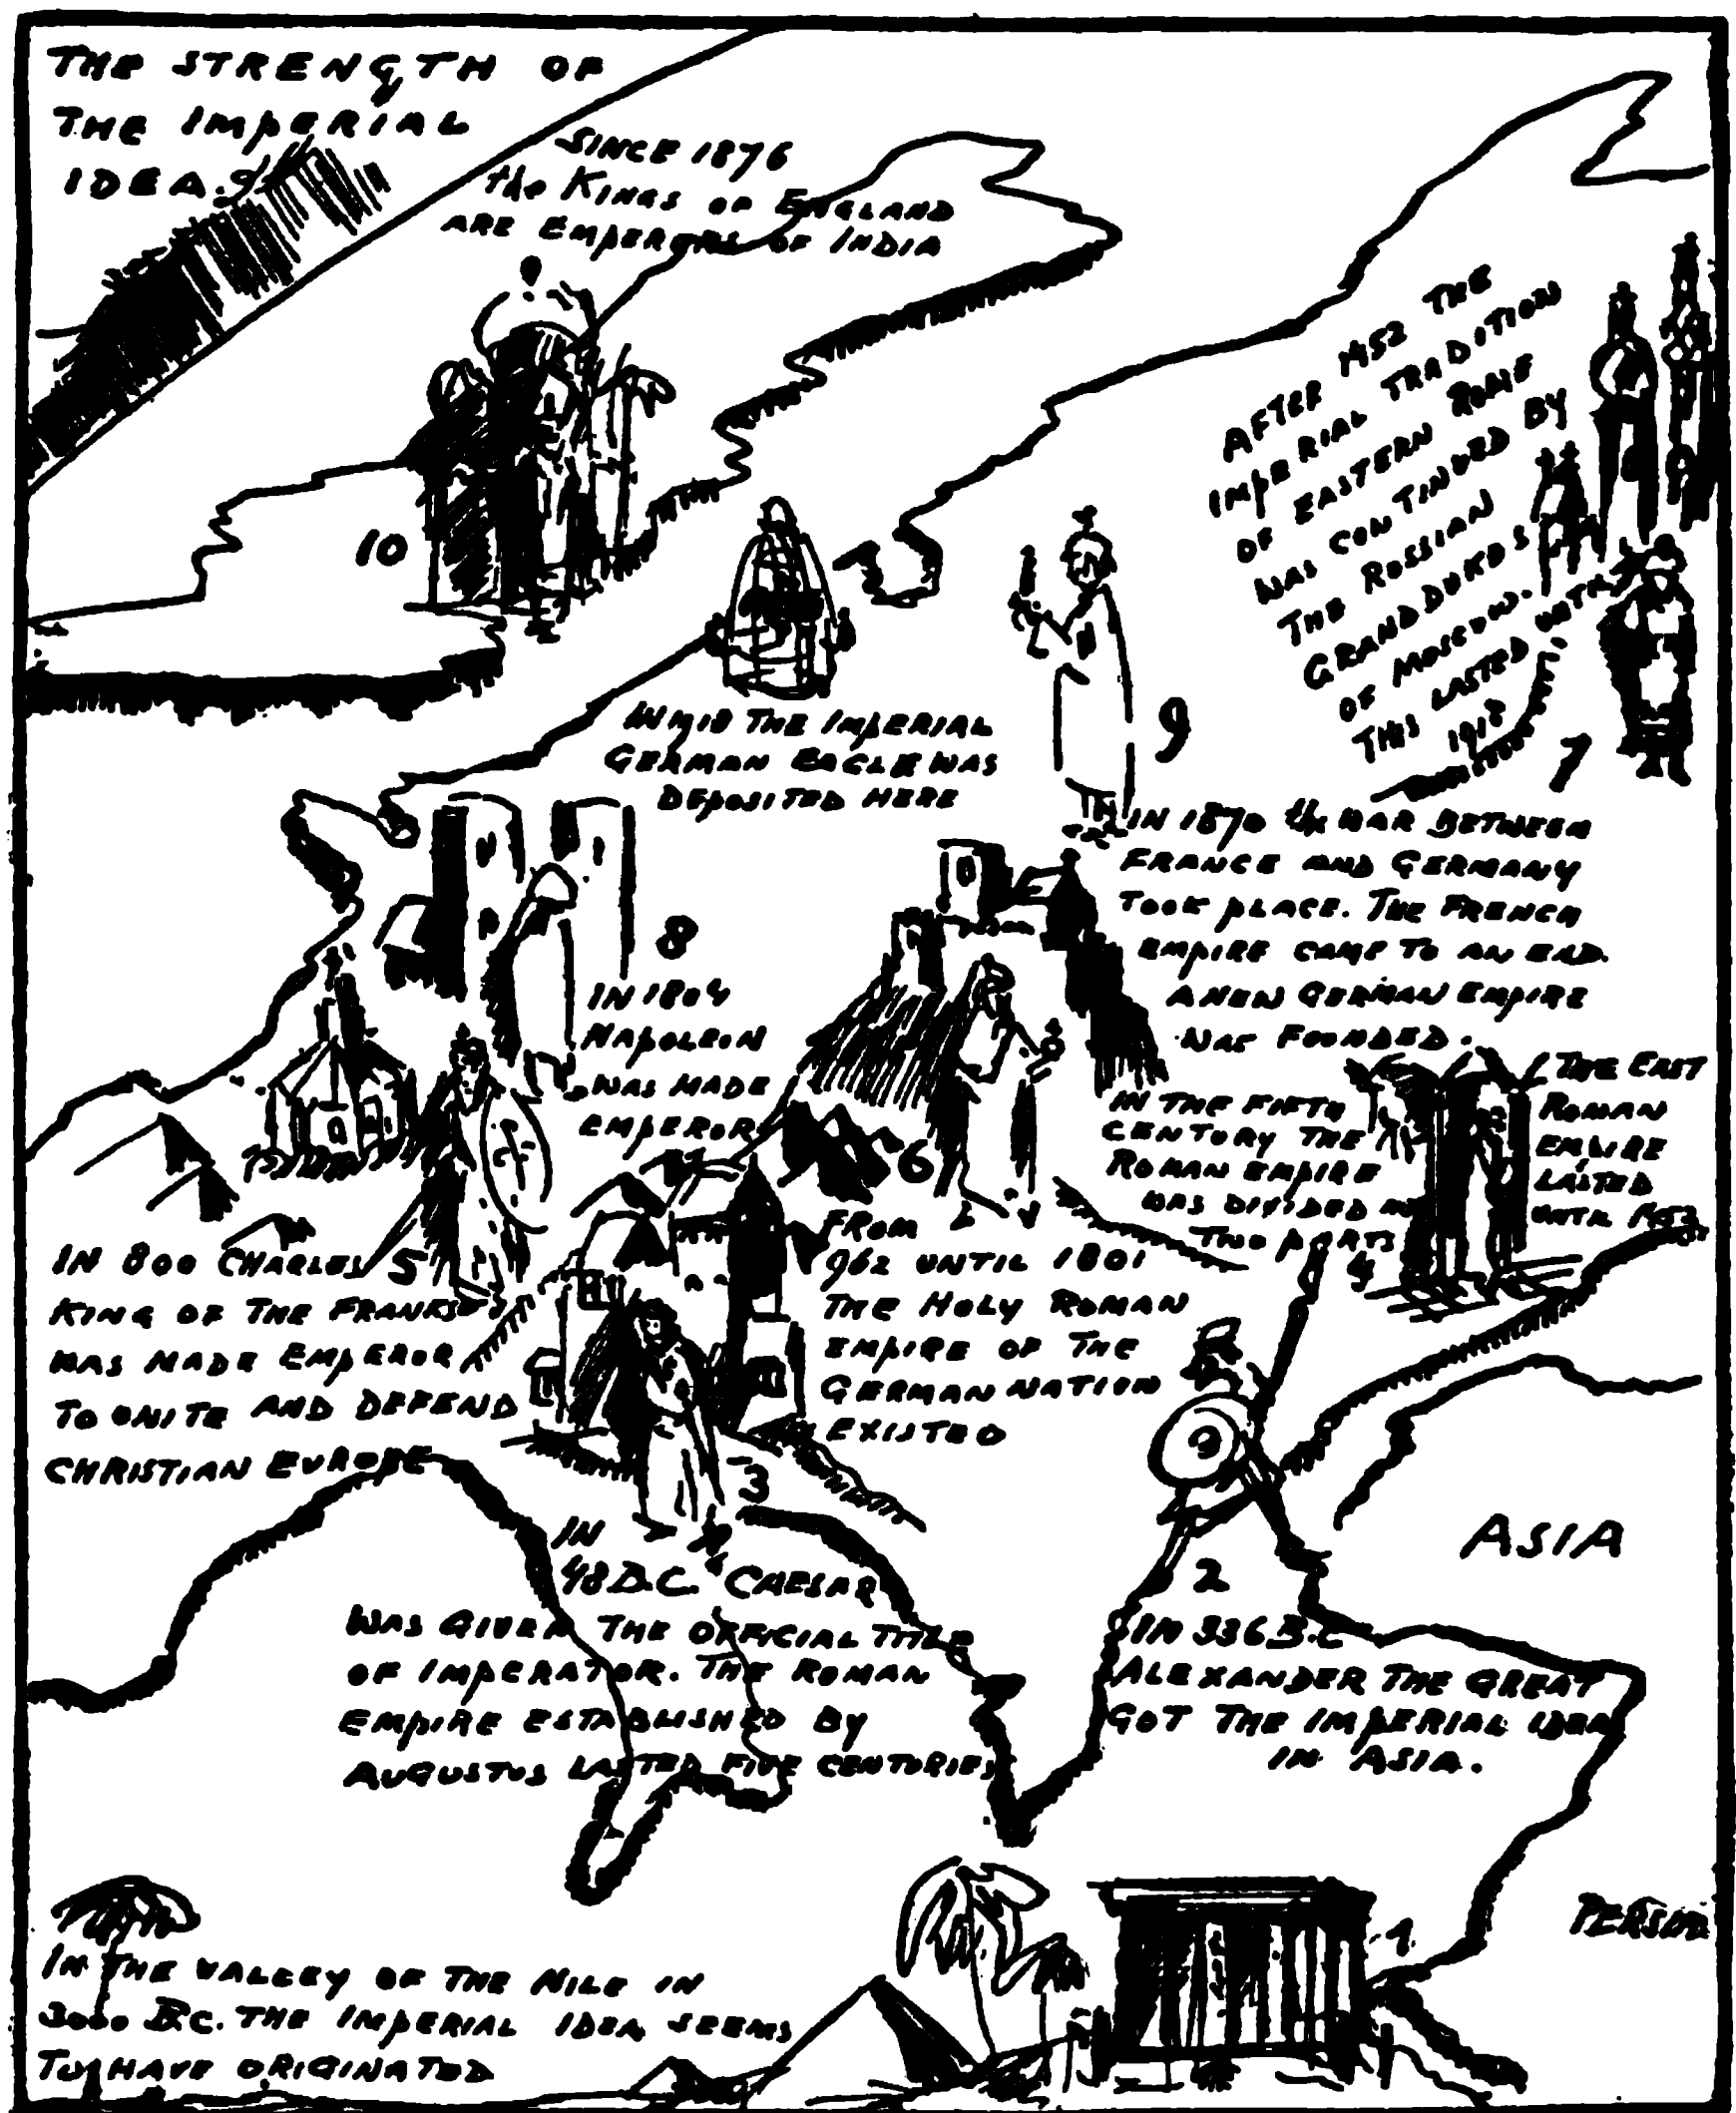 THE STRENGTH OF
THE IMPERIAL
IDEA.
SINCE 1876
the KINGS OF ENGLAND
ARE EMPERORS OF INDIA
10
AFTER 1453 THE
IMPERIAL TRADITION
OF EASTERN ROME
WAS CONTINUED BY
THE RUSSIAN
GRAND DUKES
OF MOSCOW.
THIS LASTED UNTIL
1918
7
THE IMPERIAL
GERMAN EAGLE WAS
DEPOSITED HERE
9
IN 1870 the WAR BETWEEN
FRANCE AND GERMANY
TOOK PLACE. THE FRENCH
EMPIRE CAME TO AN END.
A NEW GERMAN EMPIRE
WAS FOUNDED.
8
IN 1804
NAPOLEON
WAS MADE
EMPEROR
THE EAST
ROMAN
EMPIRE
LASTED
UNTIL 1453
IN THE FIFTH
CENTURY THE
ROMAN EMPIRE
WAS DIVIDED IN
TWO PARTS
4
6
FROM
962 UNTIL 1801
THE HOLY ROMAN
EMPIRE OF THE
GERMAN NATION
EXISTED
IN 800 CHARLES 5
KING OF THE FRANKS
WAS MADE EMPEROR
TO UNITE AND DEFEND
CHRISTIAN EUROPE
3
IN
48 B.C. CAESAR
WAS GIVEN THE OFFICIAL TITLE
OF IMPERATOR. THE ROMAN
EMPIRE ESTABLISHED BY
AUGUSTUS LASTED FIVE CENTURIES
ASIA
2
IN 336 B.C
ALEXANDER THE GREAT
GOT THE IMPERIAL IDEA
IN ASIA.
PERSIA
1
IN THE VALLEY OF THE NILE IN
3000 B.C. THE IMPERIAL IDEA SEEMS
TO HAVE ORIGINATED